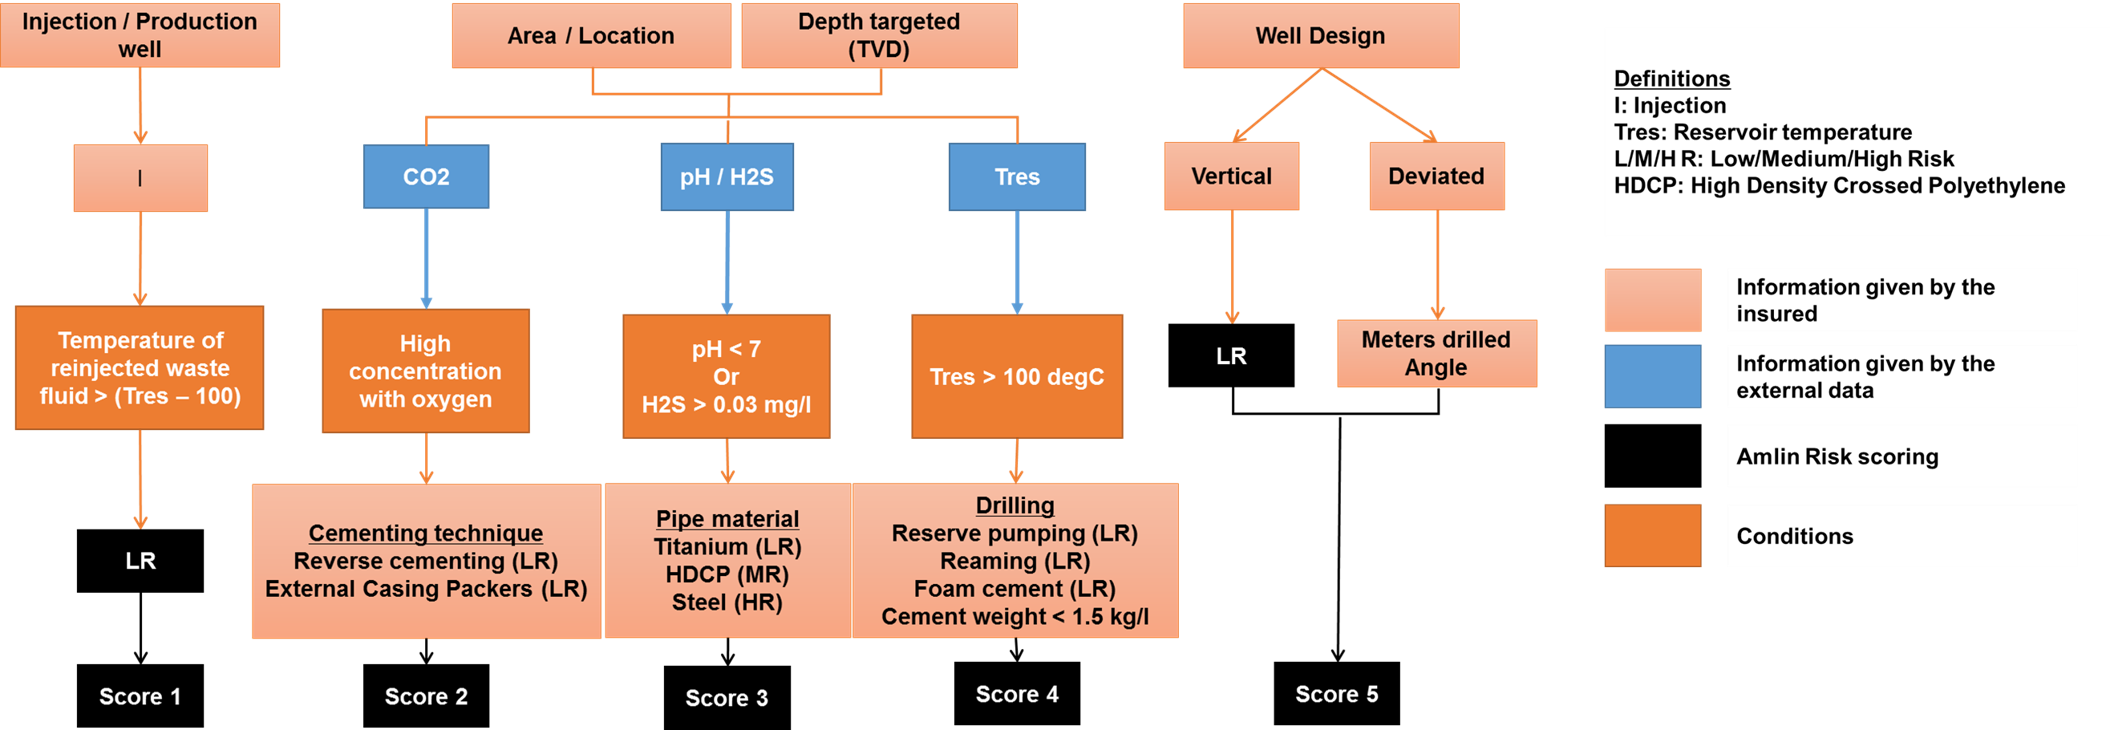 Injection / Production
well
Area / Location
Depth targeted
(TVD)
Well Design
Definitions
I: Injection
Tres: Reservoir temperature
L/M/H R: Low/Medium/High Risk
HDCP: High Density Crossed Polyethylene
I
CO2
pH / H2S
Tres
Vertical
Deviated
Temperature of
reinjected waste
fluid > (Tres – 100)
High
concentration
with oxygen
pH < 7
Or
H2S > 0.03 mg/l
Tres > 100 degC
LR
Meters drilled
Angle
Information given by the
insured
Information given by the
external data
Amlin Risk scoring
Conditions
LR
Cementing technique
Reverse cementing (LR)
External Casing Packers (LR)
Pipe material
Titanium (LR)
HDCP (MR)
Steel (HR)
Drilling
Reserve pumping (LR)
Reaming (LR)
Foam cement (LR)
Cement weight < 1.5 kg/l
Score 1
Score 2
Score 3
Score 4
Score 5